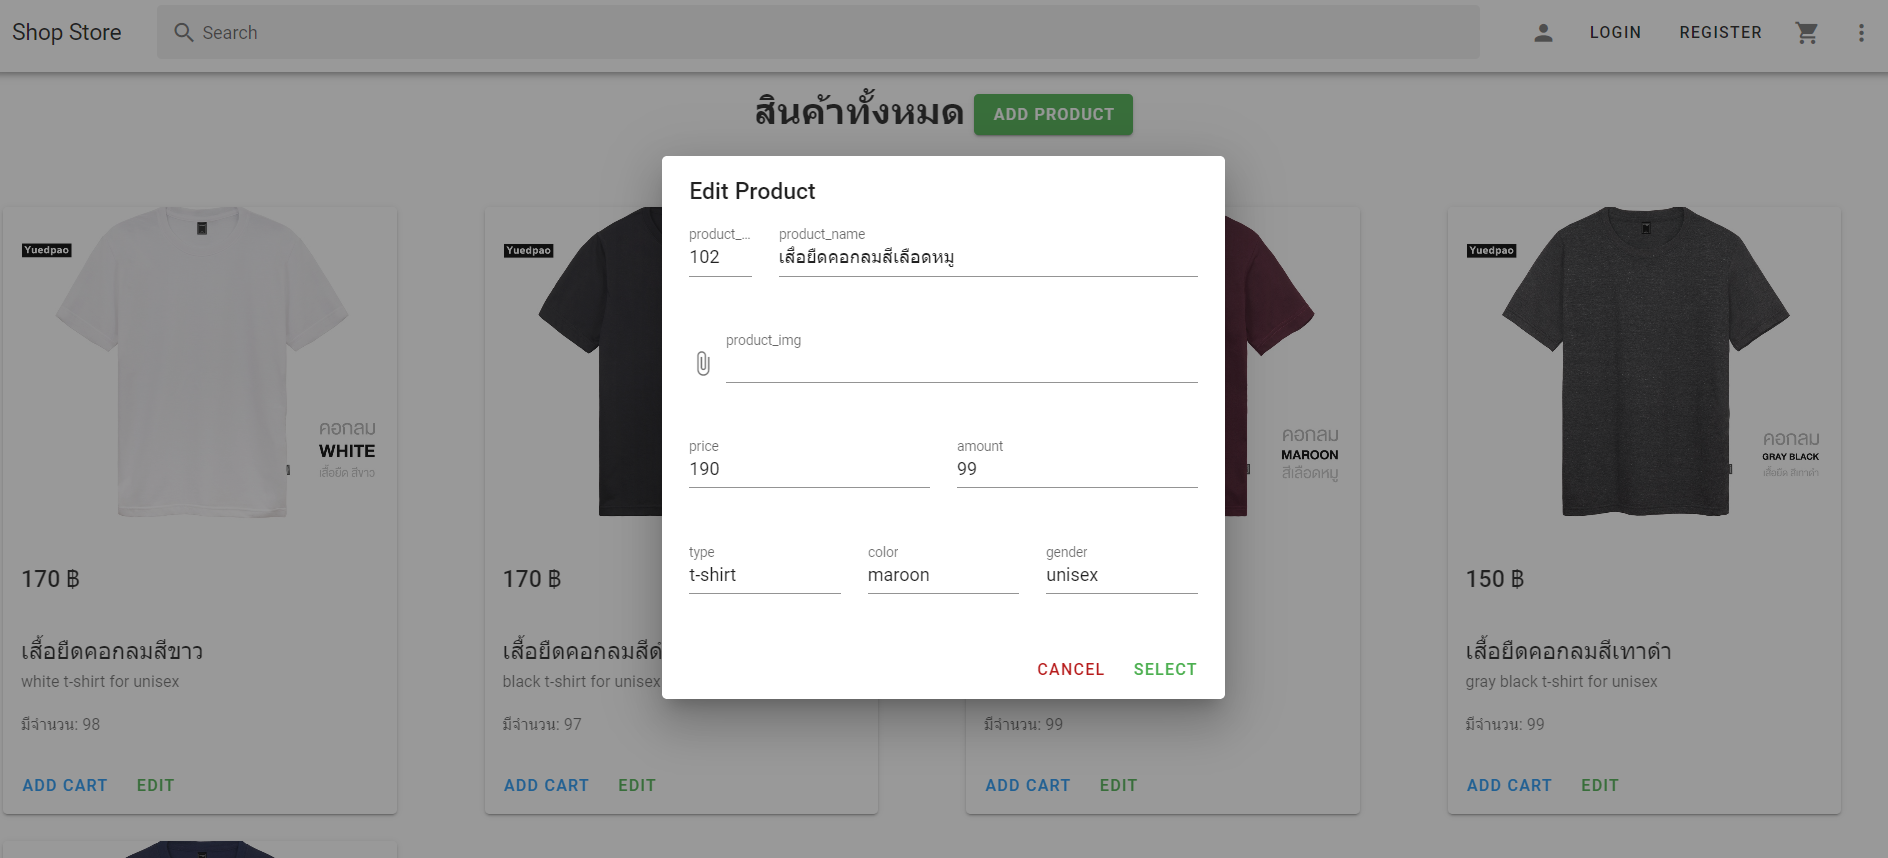 Shop Store
Search
LOGIN
REGISTER
สินค้าทั้งหมด
ADD PRODUCT
Edit Product
product_...
102
product_name
เสื้อยืดคอกลมสีเลือดหมู
product_img
price
190
amount
99
type
t-shirt
color
maroon
gender
unisex
CANCEL
SELECT
Yuedpao
คอกลม
WHITE
เสื้อยืด สีขาว
170 ฿
เสื้อยืดคอกลมสีขาว
white t-shirt for unisex
มีจำนวน: 98
ADD CART
EDIT
Yuedpao
170 ฿
เสื้อยืดคอกลมสีดำ
black t-shirt for unisex
มีจำนวน: 97
ADD CART
EDIT
คอกลม
MAROON
สีเลือดหมู
มีจำนวน: 99
ADD CART
EDIT
Yuedpao
คอกลม
GRAY BLACK
เสื้อยืด สีเทาดำ
150 ฿
เสื้อยืดคอกลมสีเทาดำ
gray black t-shirt for unisex
มีจำนวน: 99
ADD CART
EDIT